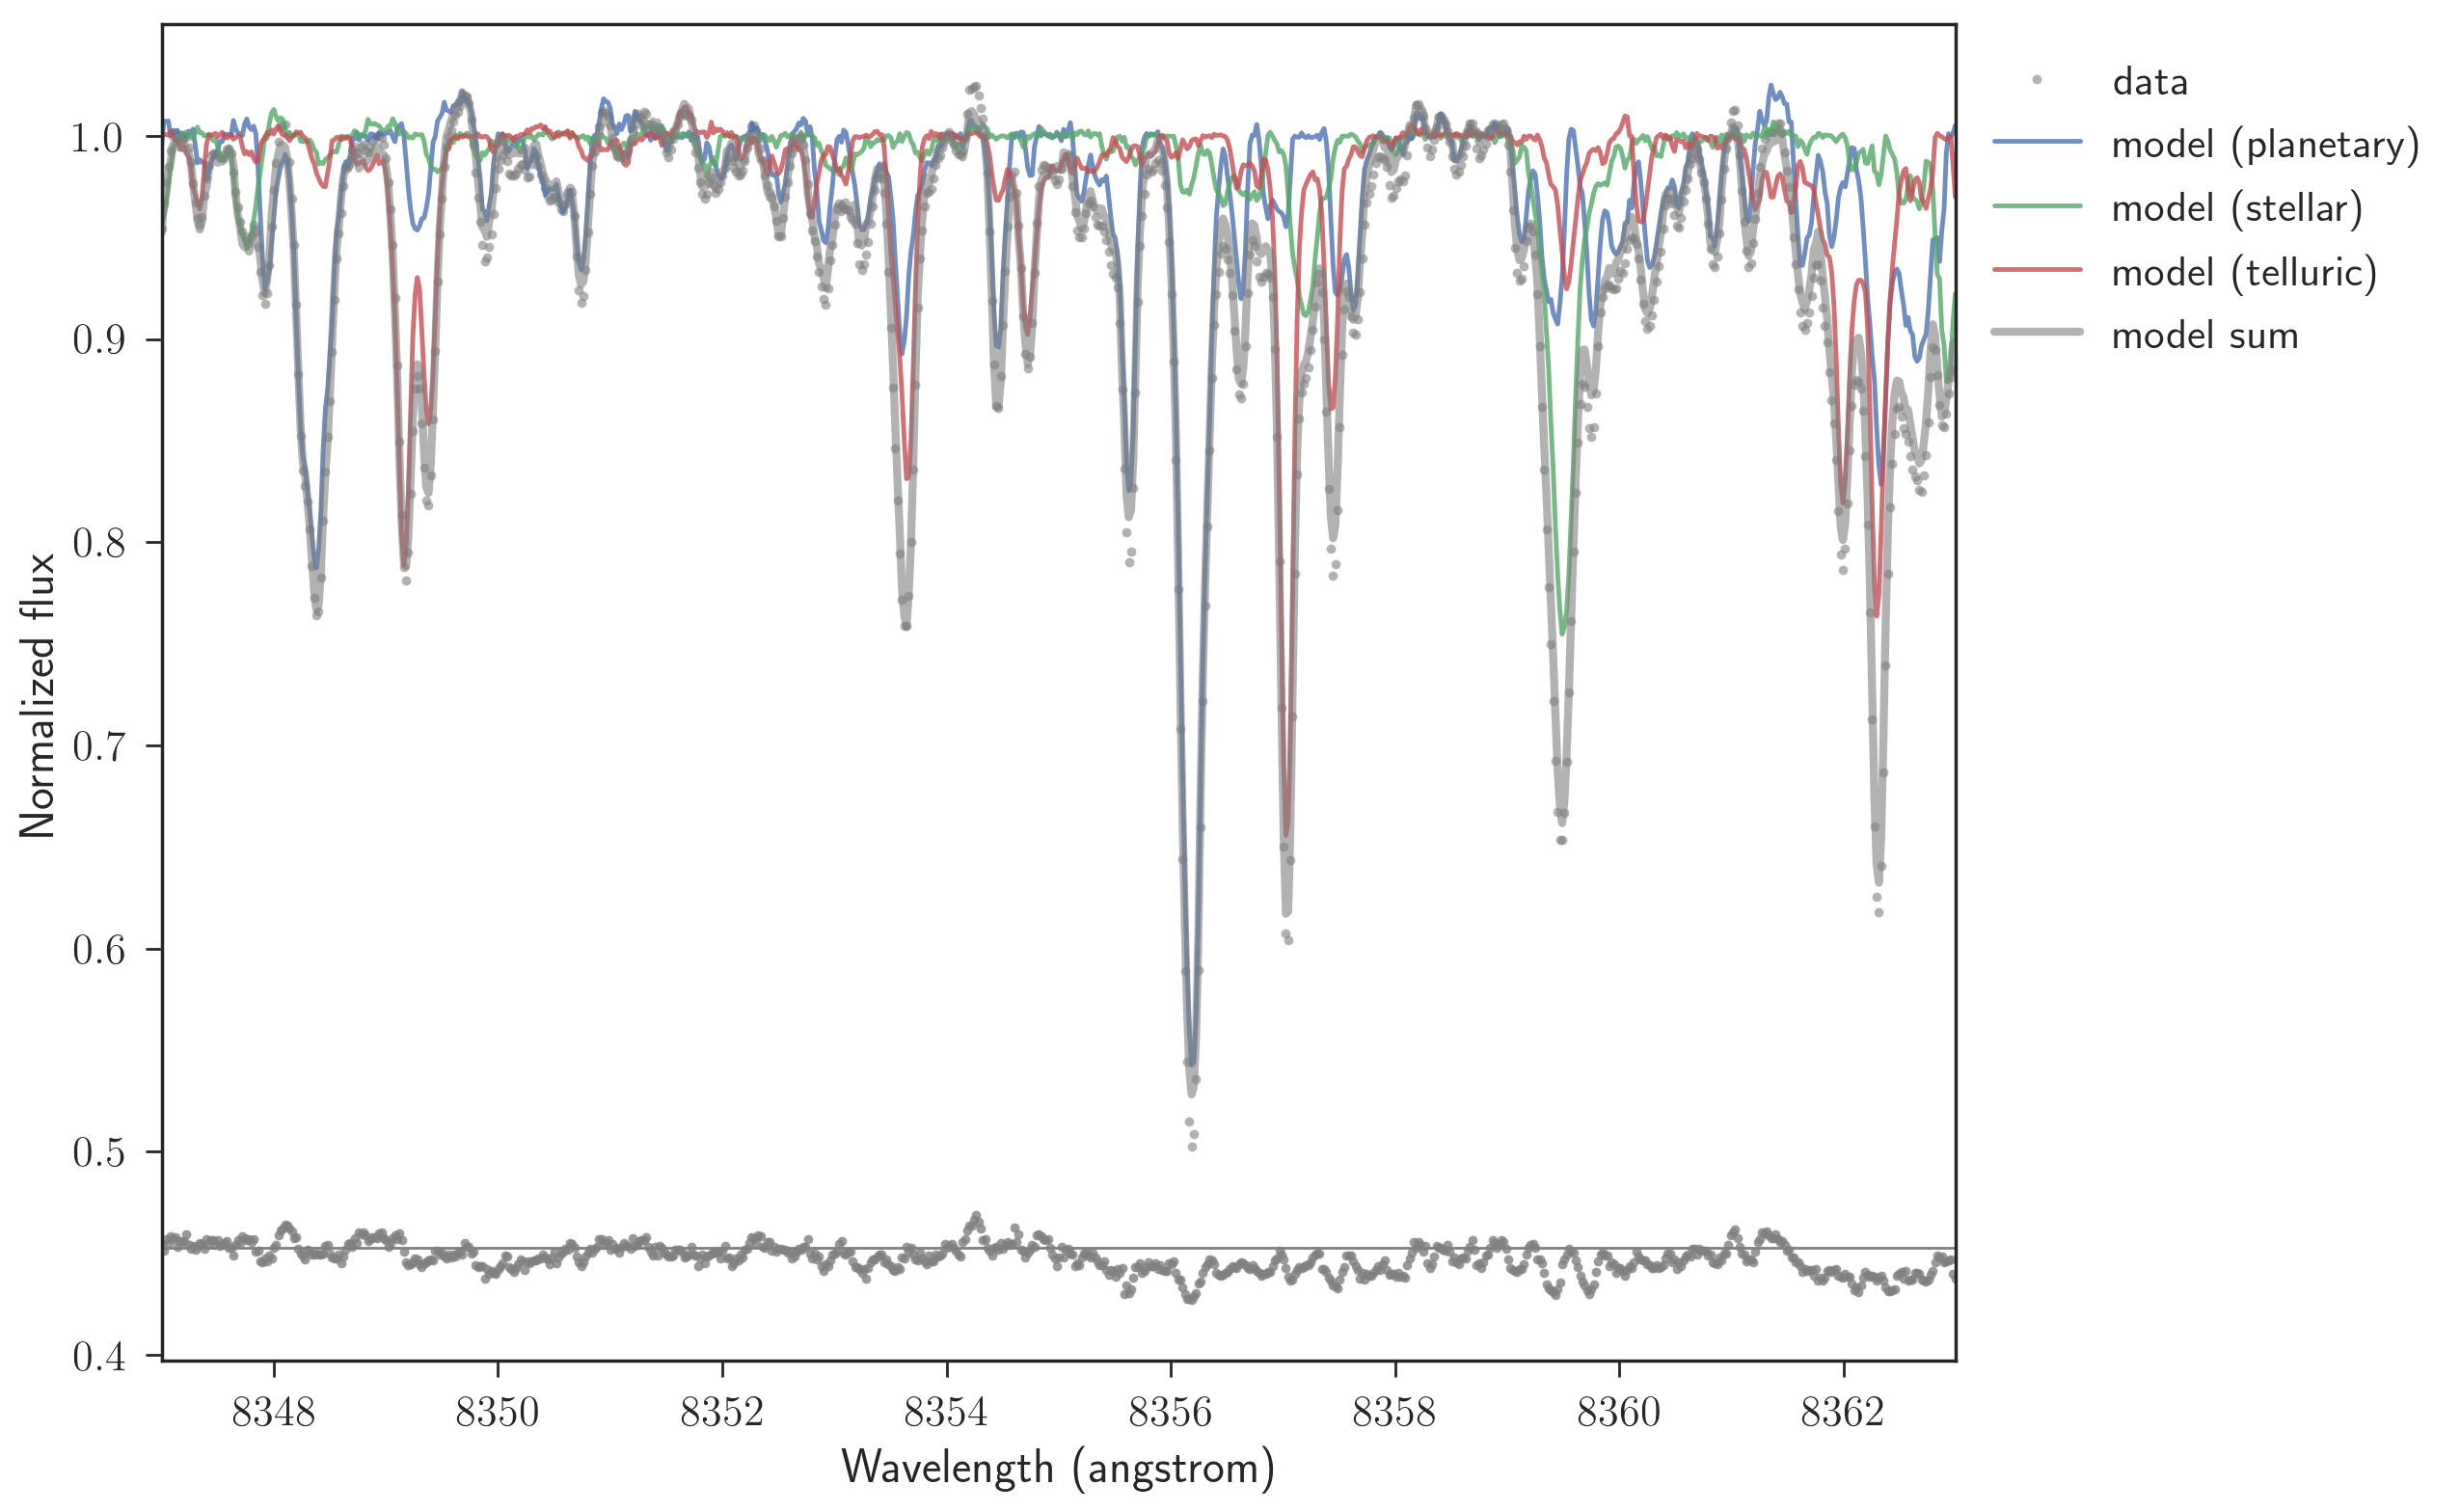 1.0
0.9
0.8
0.7
0.6
0.5
0.4
Normalized flux
8348 8350 8352 8354 8356 8358 8360 8362
Wavelength (angstrom)
data
model (planetary)
model (stellar)
model (telluric)
model sum